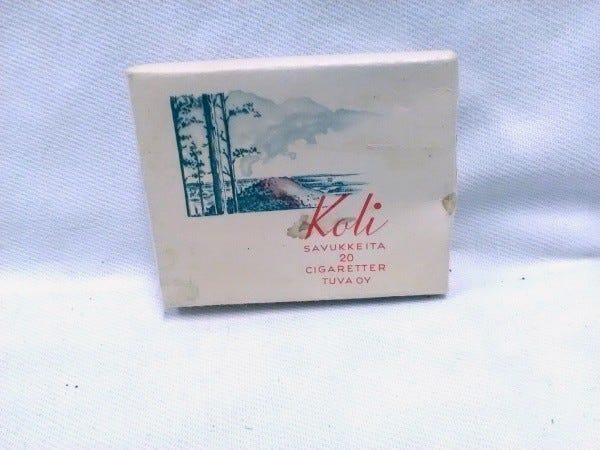 Koli
SAVUKKEITA
20
CIGARETTER
TUVA OY